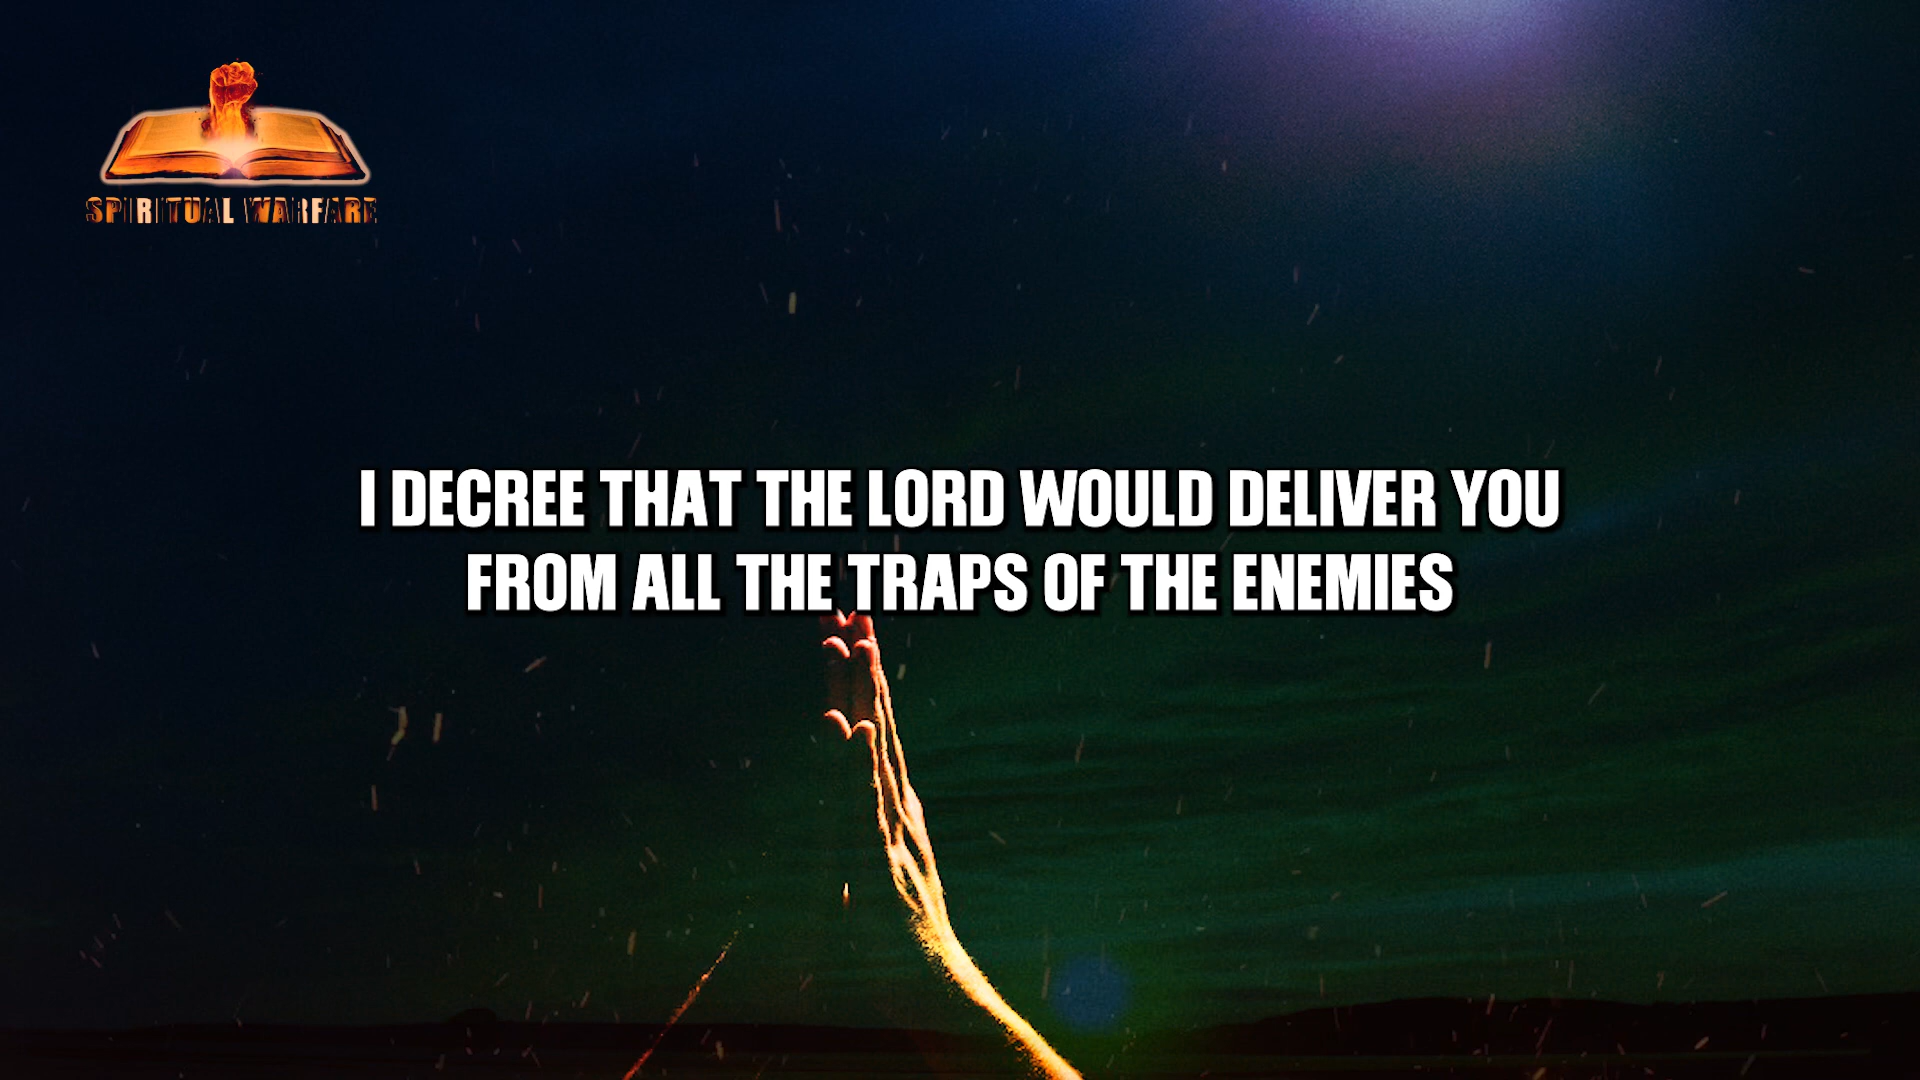 SPIRITUAL WARFARE
I DECREE THAT THE LORD WOULD DELIVER YOU
FROM ALL THE TRAPS OF THE ENEMIES